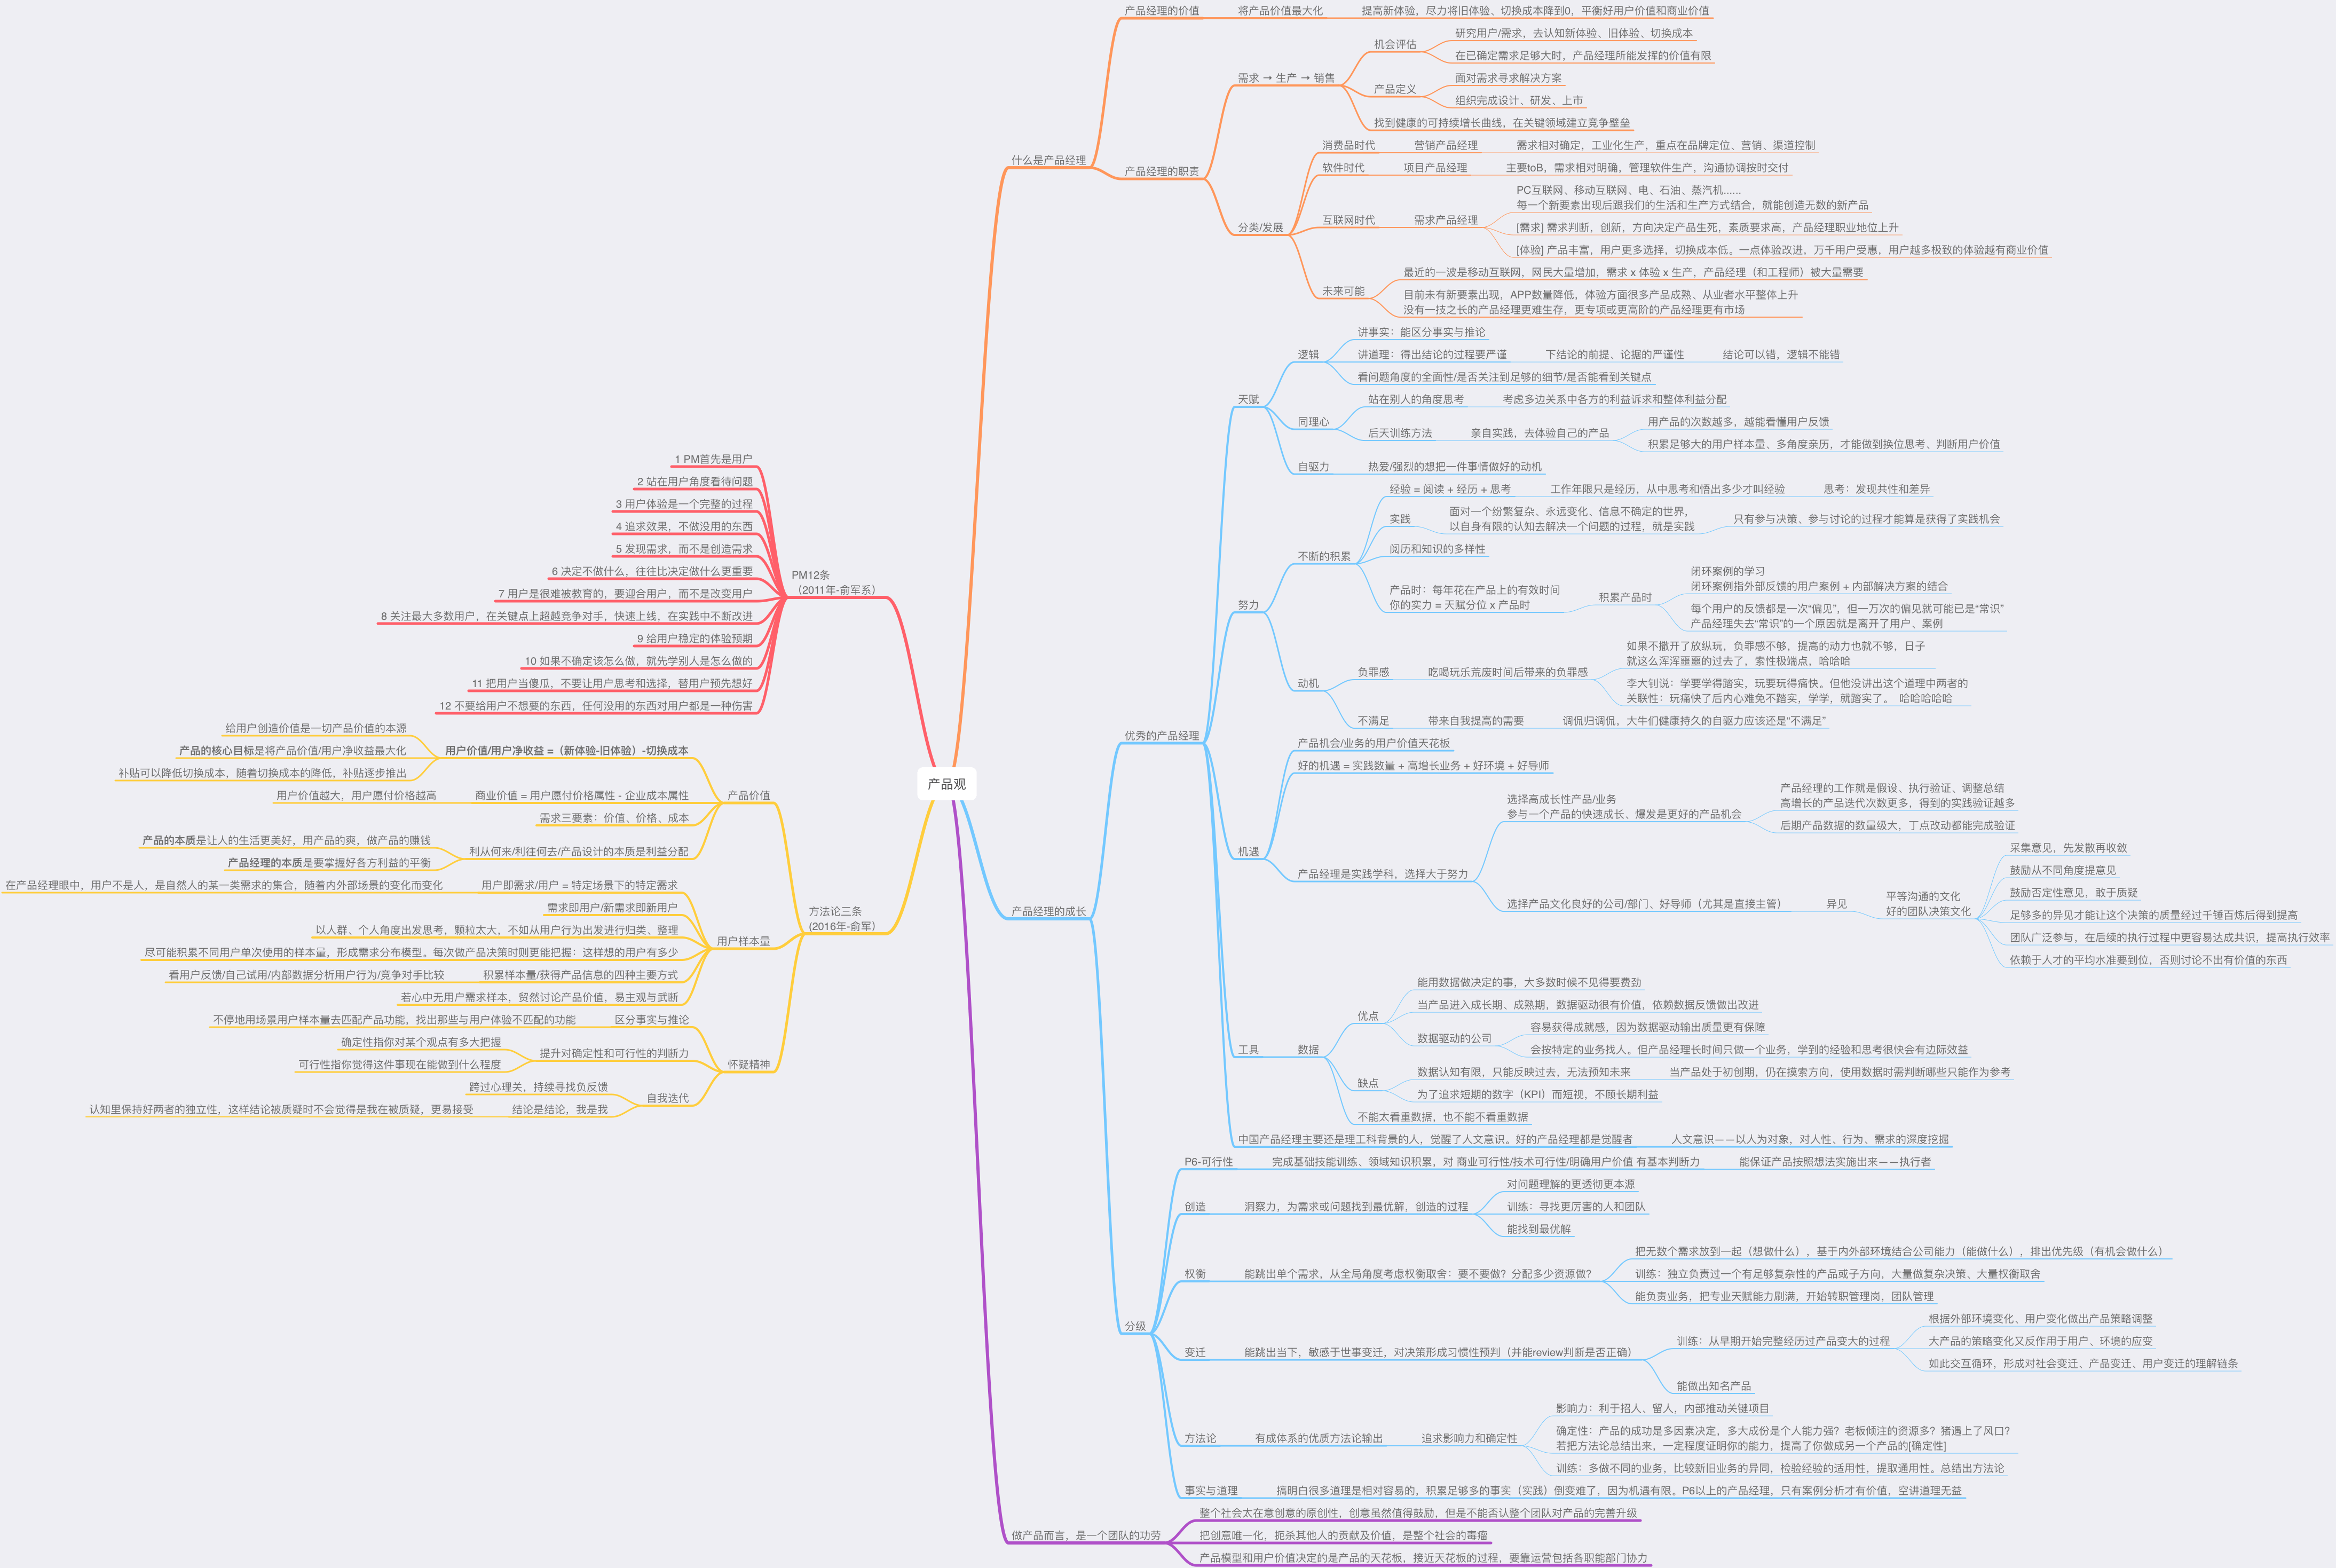 产品观
什么是产品经理
产品经理的价值
将产品价值最大化
提高新体验，尽力将旧体验、切换成本降到0，平衡好用户价值和商业价值
产品经理的职责
需求 → 生产 → 销售
机会评估
研究用户/需求，去认知新体验、旧体验、切换成本
在已确定需求足够大时，产品经理所能发挥的价值有限
产品定义
面对需求寻求解决方案
组织完成设计、研发、上市
找到健康的可持续增长曲线，在关键领域建立竞争壁垒
分类/发展
消费品时代
营销产品经理
需求相对确定，工业化生产，重点在品牌定位、营销、渠道控制
软件时代
项目产品经理
主要toB，需求相对明确，管理软件生产，沟通协调按时交付
互联网时代
需求产品经理
PC互联网、移动互联网、电、石油、蒸汽机......
每一个新要素出现后跟我们的生活和生产方式结合，就能创造无数的新产品
[需求] 需求判断，创新，方向决定产品生死，素质要求高，产品经理职业地位上升
[体验] 产品丰富，用户更多选择，切换成本低。一点体验改进，万千用户受惠，用户越多极致的体验越有商业价值
未来可能
最近的一波是移动互联网，网民大量增加，需求 x 体验 x 生产，产品经理（和工程师）被大量需要
目前未有新要素出现，APP数量降低，体验方面很多产品成熟、从业者水平整体上升
没有一技之长的产品经理更难生存，更专项或更高阶的产品经理更有市场
产品经理的成长
优秀的产品经理
天赋
逻辑
讲事实：能区分事实与推论
讲道理：得出结论的过程要严谨
下结论的前提、论据的严谨性
结论可以错，逻辑不能错
看问题角度的全面性/是否关注到足够的细节/是否能看到关键点
同理心
站在别人的角度思考
考虑多边关系中各方的利益诉求和整体利益分配
后天训练方法
亲自实践，去体验自己的产品
用产品的次数越多，越能看懂用户反馈
积累足够大的用户样本量、多角度亲历，才能做到换位思考、判断用户价值
自驱力
热爱/强烈的想把一件事情做好的动机
努力
不断的积累
经验 = 阅读 + 经历 + 思考
工作年限只是经历，从中思考和悟出多少才叫经验
思考：发现共性和差异
实践
面对一个纷繁复杂、永远变化、信息不确定的世界，
以自身有限的认知去解决一个问题的过程，就是实践
只有参与决策、参与讨论的过程才能算是获得了实践机会
阅历和知识的多样性
产品时：每年花在产品上的有效时间
你的实力 = 天赋分位 x 产品时
积累产品时
闭环案例的学习
闭环案例指外部反馈的用户案例 + 内部解决方案的结合
每个用户的反馈都是一次“偏见”，但一万次的偏见就可能已是“常识”
产品经理失去“常识”的一个原因就是离开了用户、案例
动机
负罪感
吃喝玩乐荒废时间后带来的负罪感
如果不撒开了放纵玩，负罪感不够，提高的动力也就不够，日子
就这么浑浑噩噩的过去了，索性极端点，哈哈哈
李大钊说：学要学得踏实，玩要玩得痛快。但他没讲出这个道理中两者的
关联性：玩痛快了后内心难免不踏实，学学，就踏实了。 哈哈哈哈哈
不满足
带来自我提高的需要
调侃归调侃，大牛们健康持久的自驱力应该还是“不满足”
机遇
产品机会/业务的用户价值天花板
好的机遇 = 实践数量 + 高增长业务 + 好环境 + 好导师
产品经理是实践学科，选择大于努力
选择高成长性产品/业务
参与一个产品的快速成长、爆发是更好的产品机会
产品经理的工作就是假设、执行验证、调整总结
高增长的产品迭代次数更多，得到的实践验证越多
后期产品数据的数量级大，丁点改动都能完成验证
选择产品文化良好的公司/部门、好导师（尤其是直接主管）
异见
平等沟通的文化
好的团队决策文化
采集意见，先发散再收敛
鼓励从不同角度提意见
鼓励否定性意见，敢于质疑
足够多的异见才能让这个决策的质量经过千锤百炼后得到提高
团队广泛参与，在后续的执行过程中更容易达成共识，提高执行效率
依赖于人才的平均水准要到位，否则讨论不出有价值的东西
工具
数据
优点
能用数据做决定的事，大多数时候不见得要费劲
当产品进入成长期、成熟期，数据驱动很有价值，依赖数据反馈做出改进
数据驱动的公司
容易获得成就感，因为数据驱动输出质量更有保障
会按特定的业务找人。但产品经理长时间只做一个业务，学到的经验和思考很快会有边际效益
缺点
数据认知有限，只能反映过去，无法预知未来
当产品处于初创期，仍在摸索方向，使用数据时需判断哪些只能作为参考
为了追求短期的数字（KPI）而短视，不顾长期利益
不能太看重数据，也不能不看重数据
中国产品经理主要还是理工科背景的人，觉醒了人文意识。好的产品经理都是觉醒者
人文意识——以人为对象，对人性、行为、需求的深度挖掘
分级
P6-可行性
完成基础技能训练、领域知识积累，对 商业可行性/技术可行性/明确用户价值 有基本判断力
能保证产品按照想法实施出来——执行者
创造
洞察力，为需求或问题找到最优解，创造的过程
对问题理解的更透彻更本源
训练：寻找更厉害的人和团队
能找到最优解
权衡
能跳出单个需求，从全局角度考虑权衡取舍：要不要做？分配多少资源做？
把无数个需求放到一起（想做什么），基于内外部环境结合公司能力（能做什么），排出优先级（有机会做什么）
训练：独立负责过一个有足够复杂性的产品或子方向，大量做复杂决策、大量权衡取舍
能负责业务，把专业天赋能力刷满，开始转职管理岗，团队管理
变迁
能跳出当下，敏感于世事变迁，对决策形成习惯性预判（并能review判断是否正确）
训练：从早期开始完整经历过产品变大的过程
根据外部环境变化、用户变化做出产品策略调整
大产品的策略变化又反作用于用户、环境的应变
如此交互循环，形成对社会变迁、产品变迁、用户变迁的理解链条
能做出知名产品
方法论
有成体系的优质方法论输出
追求影响力和确定性
影响力：利于招人、留人，内部推动关键项目
确定性：产品的成功是多因素决定，多大成份是个人能力强？老板倾注的资源多？猪遇上了风口？
若把方法论总结出来，一定程度证明你的能力，提高了你做成另一个产品的[确定性]
训练：多做不同的业务，比较新旧业务的异同，检验经验的适用性，提取通用性。总结出方法论
事实与道理
搞明白很多道理是相对容易的，积累足够多的事实（实践）倒变难了，因为机遇有限。P6以上的产品经理，只有案例分析才有价值，空讲道理无益
做产品而言，是一个团队的功劳
整个社会太在意创意的原创性，创意虽然值得鼓励，但是不能否认整个团队对产品的完善升级
把创意唯一化，扼杀其他人的贡献及价值，是整个社会的毒瘤
产品模型和用户价值决定的是产品的天花板，接近天花板的过程，要靠运营包括各职能部门协力
PM12条
（2011年-俞军系）
1 PM首先是用户
2 站在用户角度看待问题
3 用户体验是一个完整的过程
4 追求效果，不做没用的东西
5 发现需求，而不是创造需求
6 决定不做什么，往往比决定做什么更重要
7 用户是很难被教育的，要迎合用户，而不是改变用户
8 关注最大多数用户，在关键点上超越竞争对手，快速上线，在实践中不断改进
9 给用户稳定的体验预期
10 如果不确定该怎么做，就先学别人是怎么做的
11 把用户当傻瓜，不要让用户思考和选择，替用户预先想好
12 不要给用户不想要的东西，任何没用的东西对用户都是一种伤害
方法论三条
(2016年-俞军）
产品价值
用户价值/用户净收益 =（新体验-旧体验）-切换成本
给用户创造价值是一切产品价值的本源
产品的核心目标是将产品价值/用户净收益最大化
补贴可以降低切换成本，随着切换成本的降低，补贴逐步推出
商业价值 = 用户愿付价格属性 - 企业成本属性
用户价值越大，用户愿付价格越高
需求三要素：价值、价格、成本
利从何来/利往何去/产品设计的本质是利益分配
产品的本质是让人的生活更美好，用产品的爽，做产品的赚钱
产品经理的本质是要掌握好各方利益的平衡
用户样本量
用户即需求/用户 = 特定场景下的特定需求
在产品经理眼中，用户不是人，是自然人的某一类需求的集合，随着内外部场景的变化而变化
需求即用户/新需求即新用户
以人群、个人角度出发思考，颗粒太大，不如从用户行为出发进行归类、整理
尽可能积累不同用户单次使用的样本量，形成需求分布模型。每次做产品决策时则更能把握：这样想的用户有多少
积累样本量/获得产品信息的四种主要方式
看用户反馈/自己试用/内部数据分析用户行为/竞争对手比较
若心中无用户需求样本，贸然讨论产品价值，易主观与武断
怀疑精神
区分事实与推论
不停地用场景用户样本量去匹配产品功能，找出那些与用户体验不匹配的功能
提升对确定性和可行性的判断力
确定性指你对某个观点有多大把握
可行性指你觉得这件事现在能做到什么程度
自我迭代
跨过心理关，持续寻找负反馈
结论是结论，我是我
认知里保持好两者的独立性，这样结论被质疑时不会觉得是我在被质疑，更易接受